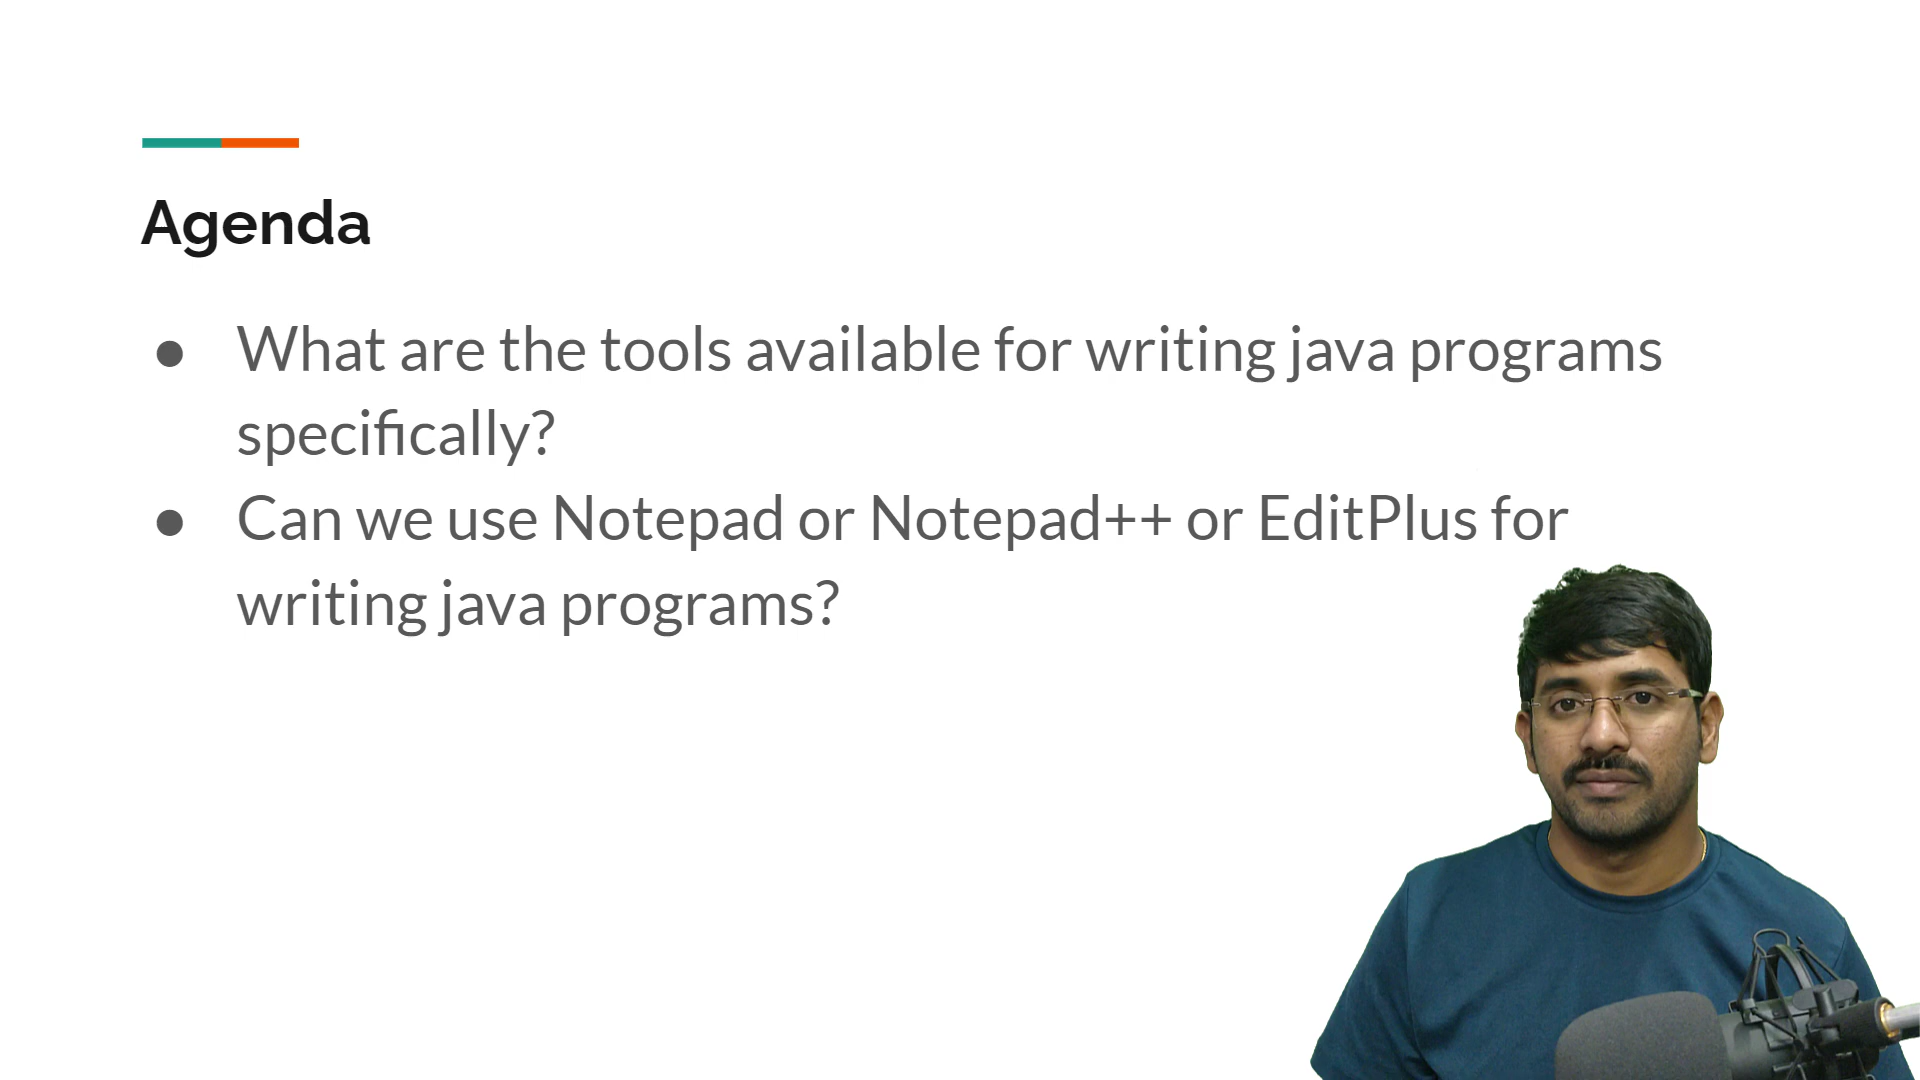 Agenda
● What are the tools available for writing java programs
specifically?
● Can we use Notepad or Notepad++ or EditPlus for
writing java programs?